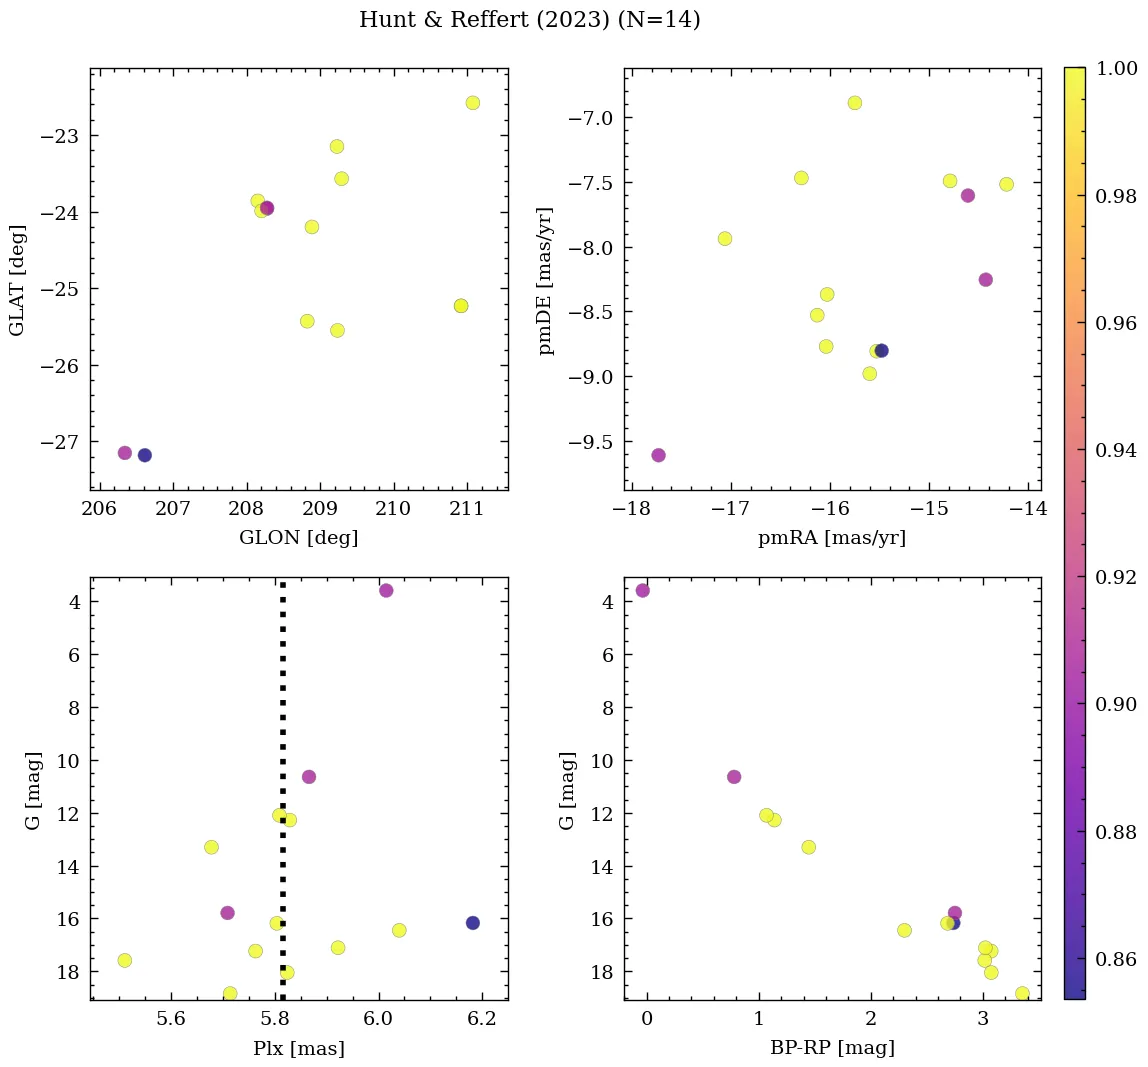 Hunt & Reffert (2023) (N=14)
GLAT [deg]
−23
−24
−25
−26
−27
206 207 208 209 210 211
GLON [deg]
pmDE [mas/yr]
−7.0
−7.5
−8.0
−8.5
−9.0
−9.5
−18 −17 −16 −15 −14
pmRA [mas/yr]
G [mag]
4
6
8
10
12
14
16
18
5.6 5.8 6.0 6.2
Plx [mas]
G [mag]
4
6
8
10
12
14
16
18
0 1 2 3
BP-RP [mag]
1.00
0.98
0.96
0.94
0.92
0.90
0.88
0.86